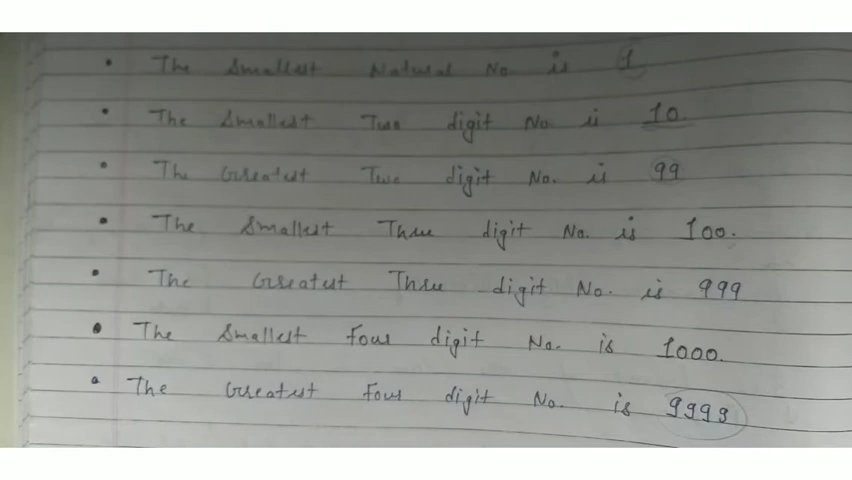 • The Smallest Natural No is 1
• The Smallest Two digit No is 10.
• The Greatest Two digit No. is 99
• The Smallest Three digit No. is 100.
• The Greatest Three digit No. is 999
• The Smallest Four digit No. is 1000.
• The Greatest Four digit No. is 9999